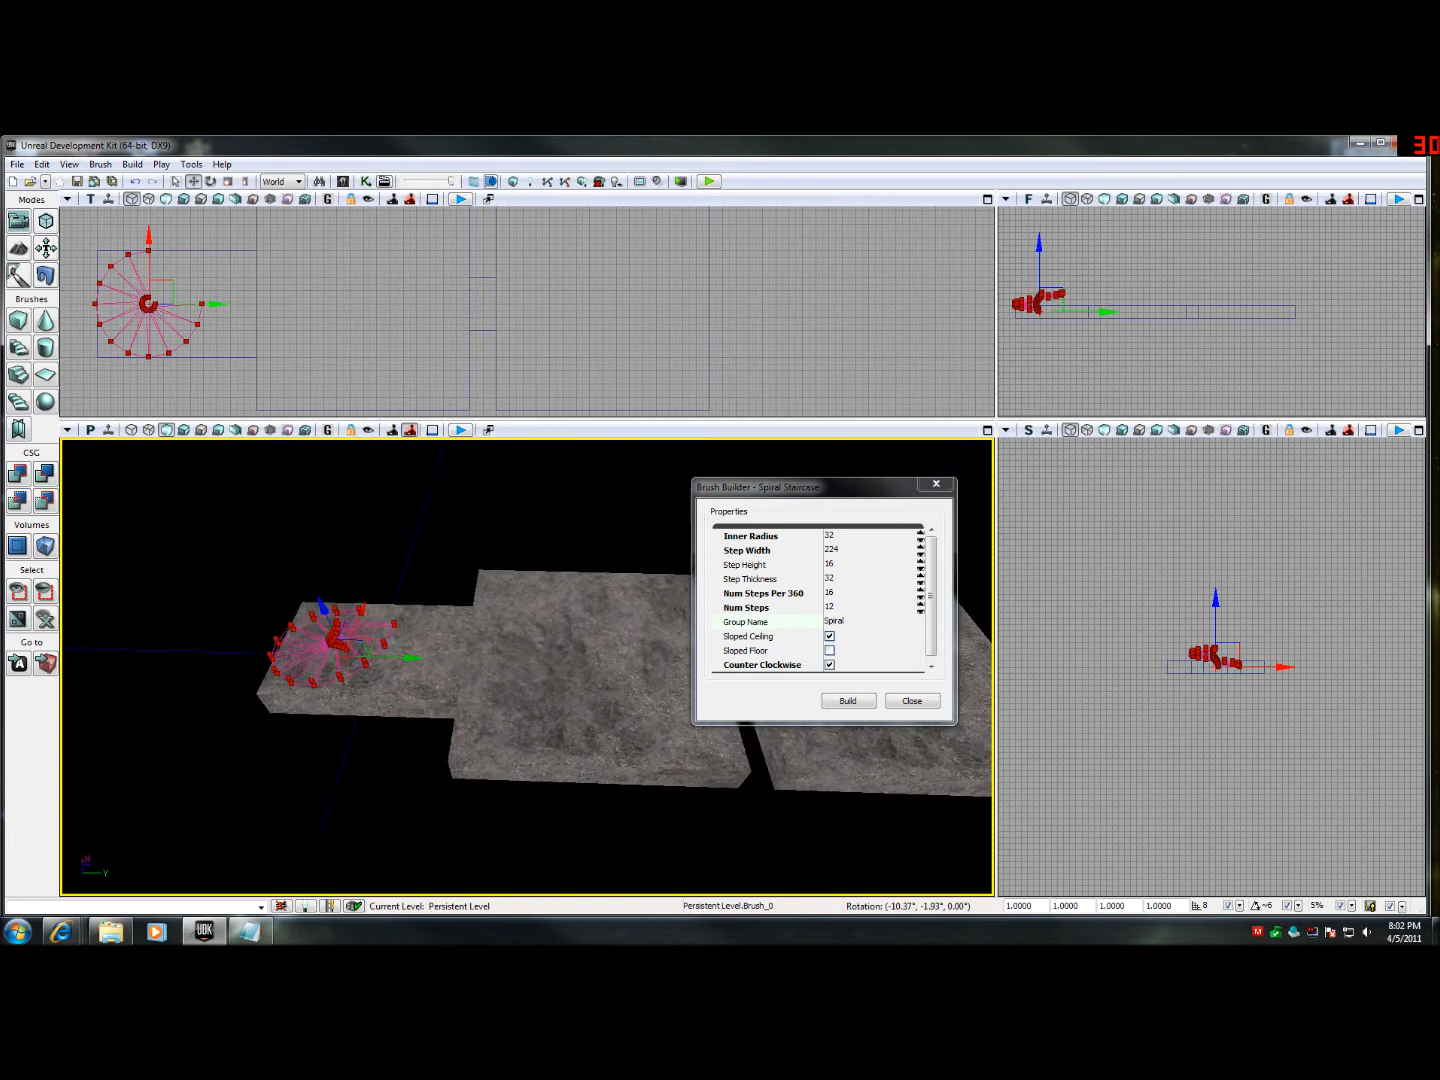 30
Unreal Development Kit (64-bit, DX9)
File Edit View Brush Build Play Tools Help
World
Modes
T
F
G
G
Brushes
CSG
Volumes
Select
Go to
P
G
S
G
Brush Builder - Spiral Staircase
Properties
Inner Radius 32
Step Width 224
Step Height 16
Step Thickness 32
Num Steps Per 360 16
Num Steps 12
Group Name Spiral
Sloped Ceiling
Sloped Floor
Counter Clockwise
Build Close
X
Y
Current Level: Persistent Level Persistent Level.Brush_0 Rotation: (-10.37°, -1.93°, 0.00°) 1.0000 1.0000 1.0000 1.0000 8 ~6 5%
UDK
8:02 PM
4/5/2011